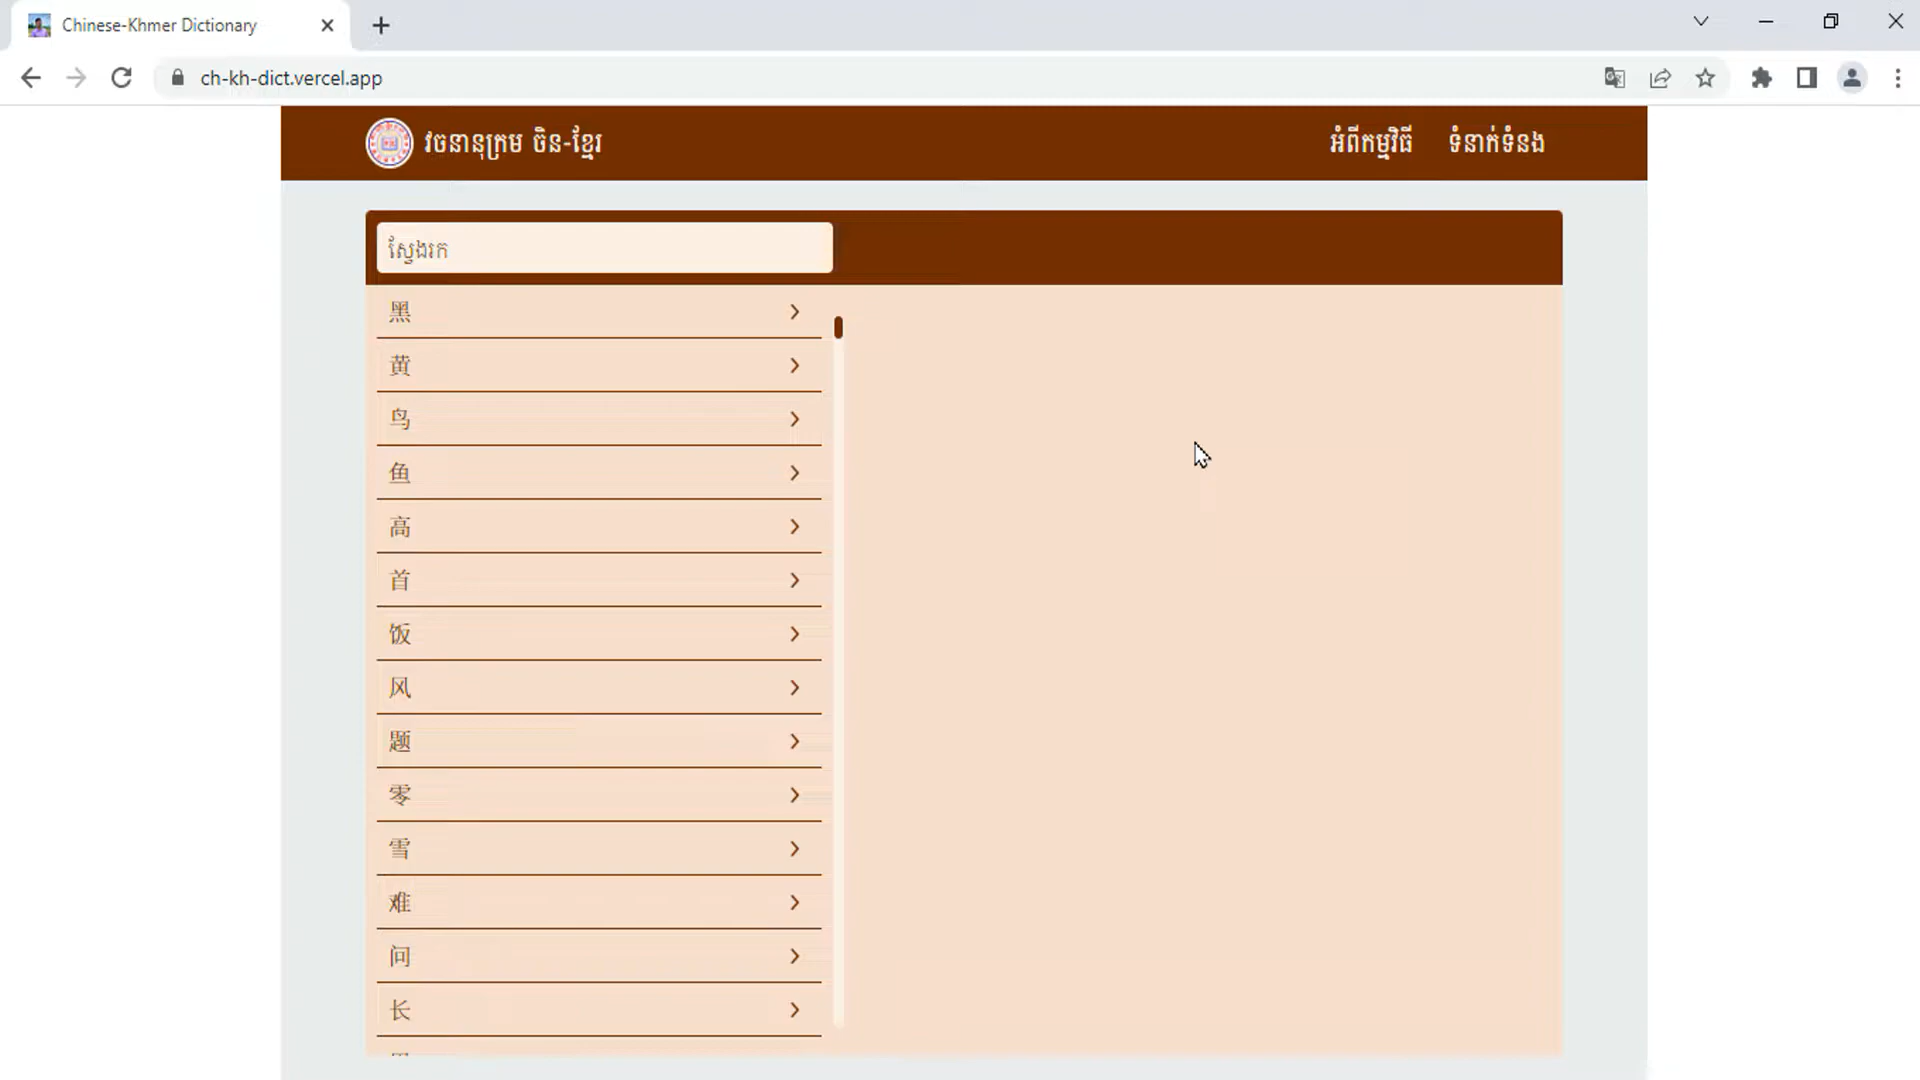 Chinese-Khmer Dictionary
ch-kh-dict.vercel.app
វចនានុក្រម ចិន-ខ្មែរ
អំពីកម្មវិធី ទំនាក់ទំនង
ស្វែងរក
黑
黄
鸟
鱼
高
首
饭
风
题
零
雪
难
问
长